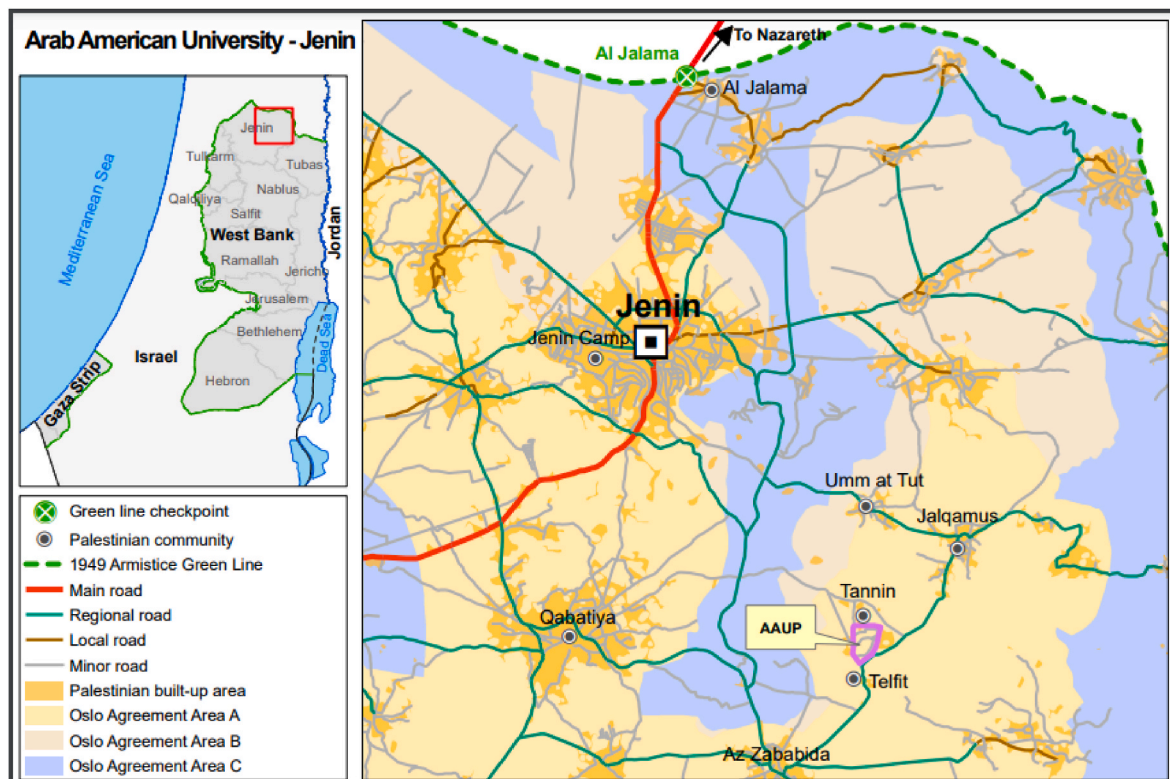 Arab American University - Jenin
Mediterranean Sea
Jenin
Tulkarm
Tubas
Nablus
Qalqiliya
Salfit
West Bank
Jordan
Ramallah
Jericho
Jerusalem
Bethlehem
Dead Sea
Israel
Hebron
Gaza Strip
Green line checkpoint
Palestinian community
1949 Armistice Green Line
Main road
Regional road
Local road
Minor road
Palestinian built-up area
Oslo Agreement Area A
Oslo Agreement Area B
Oslo Agreement Area C
To Nazareth
Al Jalama
Al Jalama
Jenin
Jenin Camp
Umm at Tut
Jalqamus
Tannin
Qabatiya
AAUP
Telfit
Az Zababida